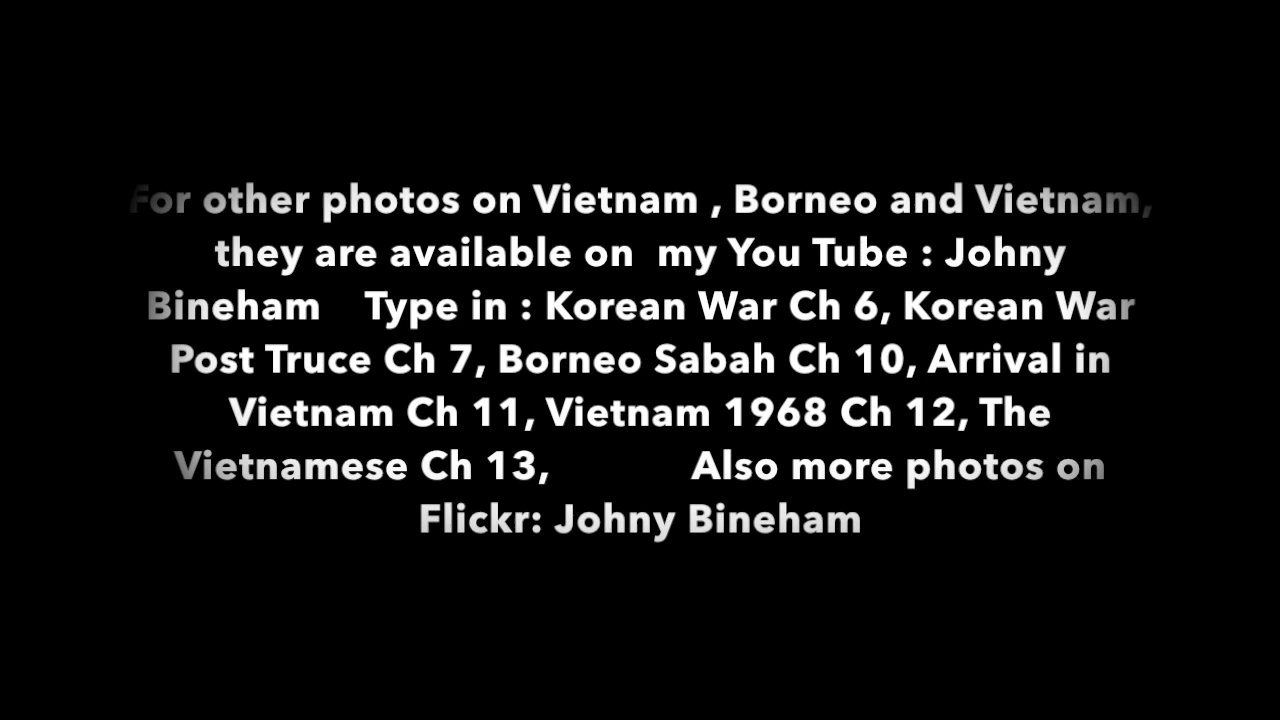 For other photos on Vietnam , Borneo and Vietnam,
they are available on  my You Tube : Johny
Bineham    Type in : Korean War Ch 6, Korean War
Post Truce Ch 7, Borneo Sabah Ch 10, Arrival in
Vietnam Ch 11, Vietnam 1968 Ch 12, The
Vietnamese Ch 13,            Also more photos on
Flickr: Johny Bineham